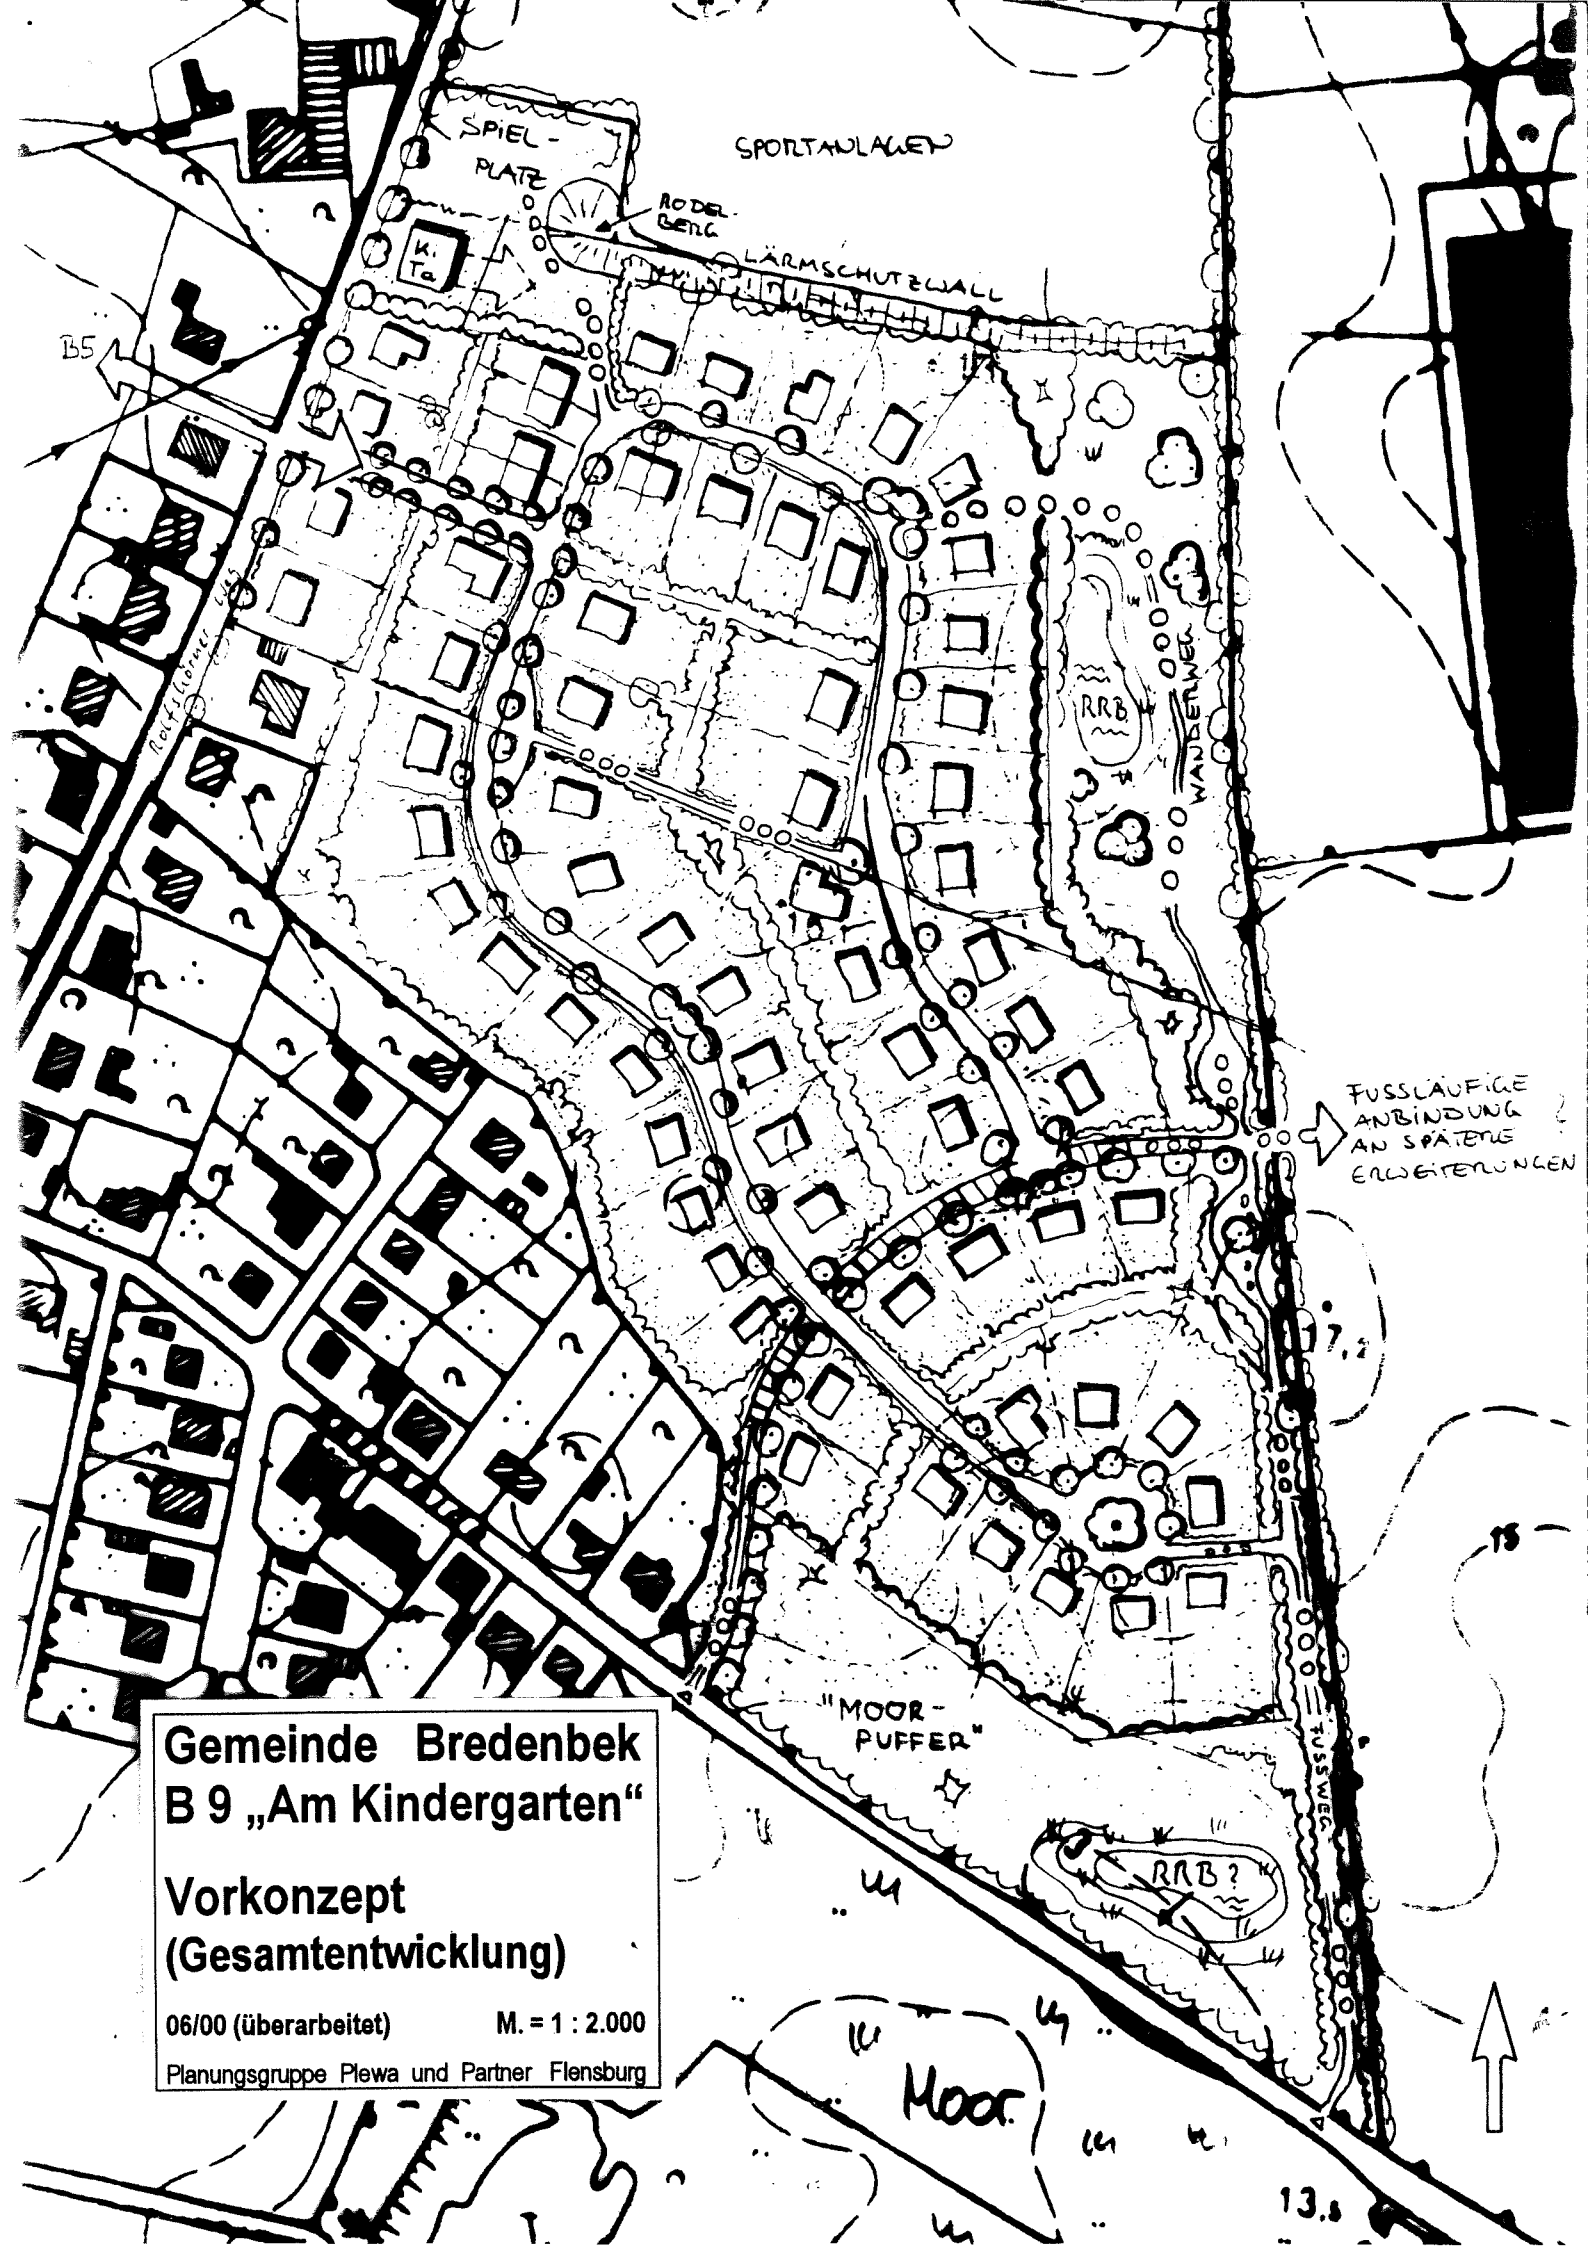 SPIEL-
PLATZ
SPORTANLAGEN
RODEL-
BERG
Ki
Ta
LÄRMSCHUTZWALL
B5
RRB
WANDERWEG
FUSSLÄUFIGE
ANBINDUNG
AN SPÄTERE
ERWEITERUNGEN
?
17,2
15
"MOOR-
PUFFER"
FUSSWEG
RRB?
Gemeinde Bredenbek
B 9 „Am Kindergarten“
Vorkonzept
(Gesamtentwicklung)
06/00 (überarbeitet) M. = 1 : 2.000
Planungsgruppe Plewa und Partner Flensburg
Moor